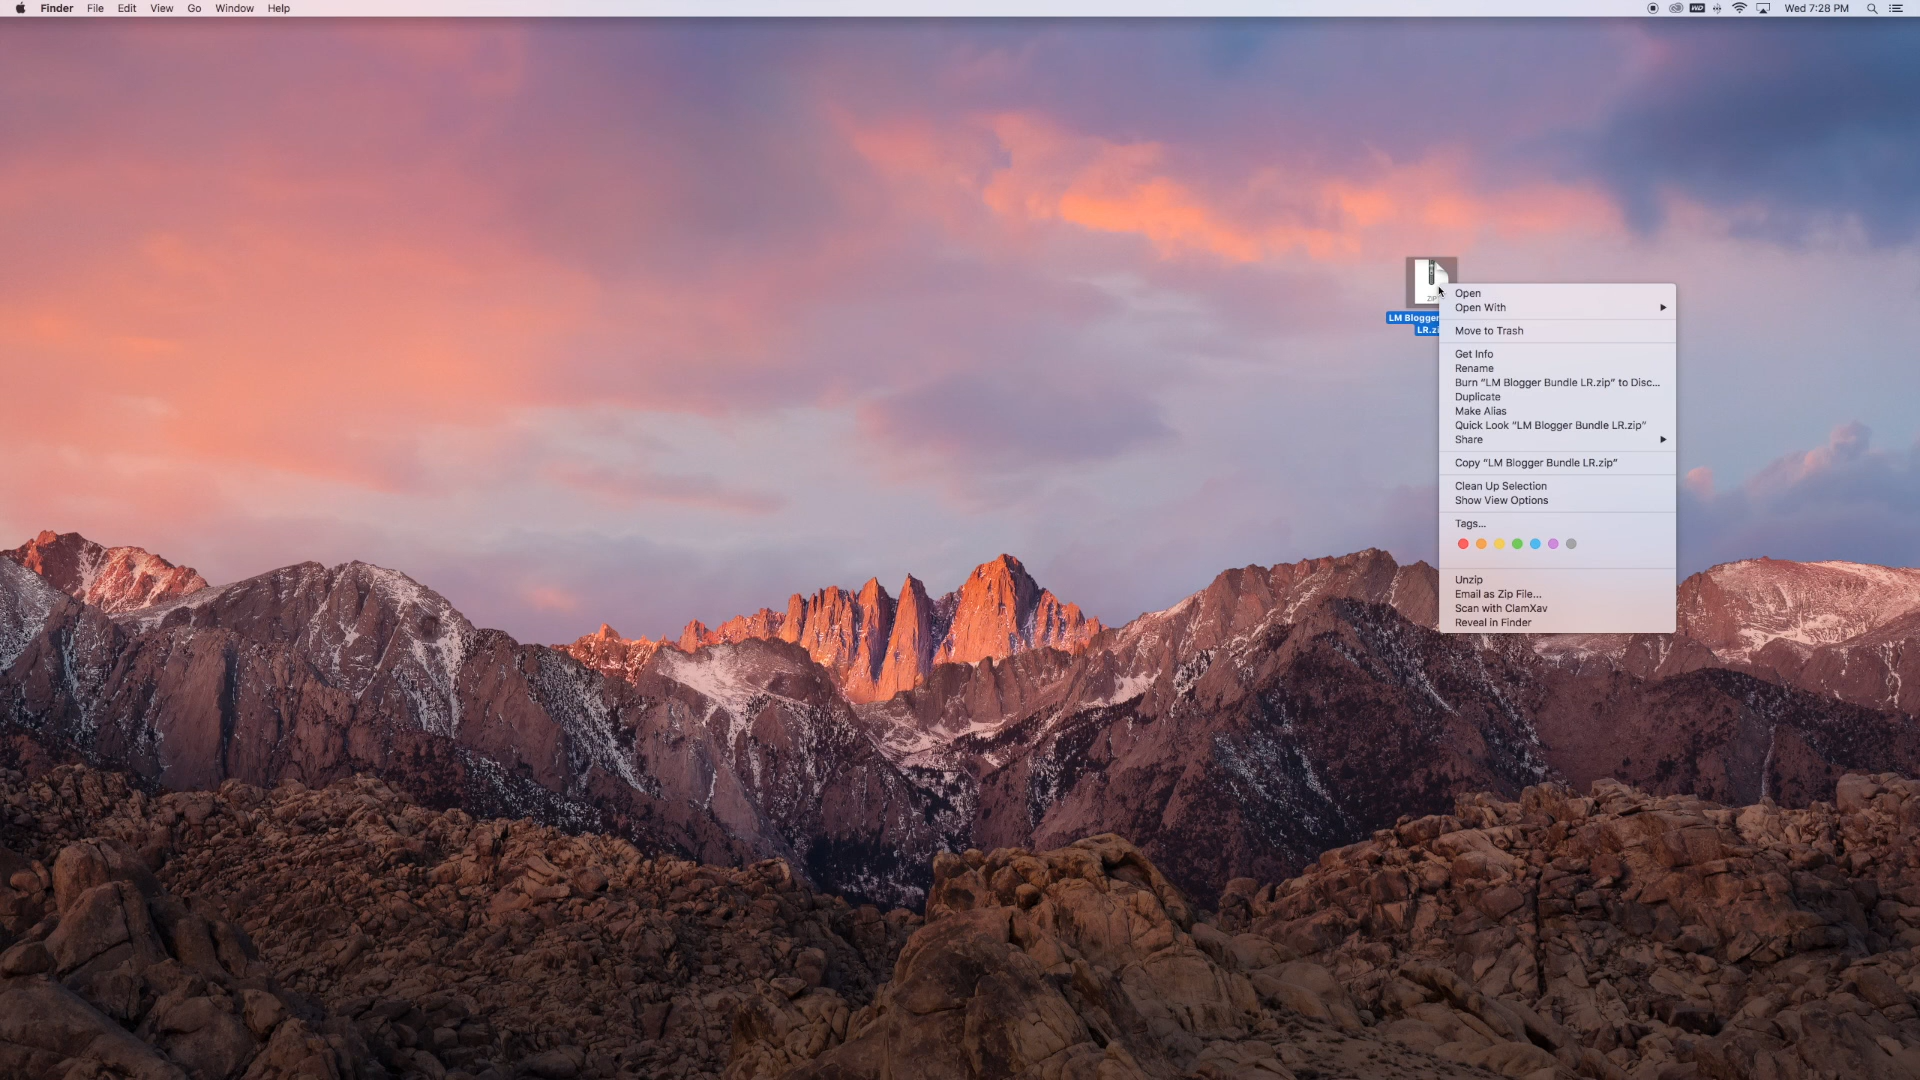 Finder File Edit View Go Window Help
WD Wed 7:28 PM
ZIP
LM Blogger
LR.zi
Open
Open With
Move to Trash
Get Info
Rename
Burn “LM Blogger Bundle LR.zip” to Disc...
Duplicate
Make Alias
Quick Look “LM Blogger Bundle LR.zip”
Share
Copy “LM Blogger Bundle LR.zip”
Clean Up Selection
Show View Options
Tags...
Unzip
Email as Zip File...
Scan with ClamXav
Reveal in Finder